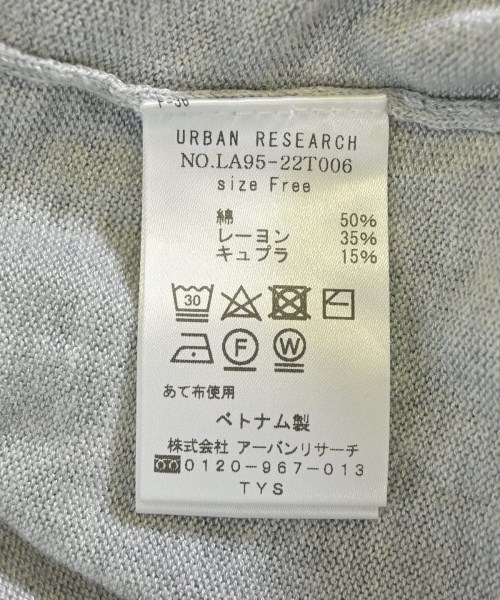 URBAN RESEARCH
NO.LA95-22T006
size Free
綿 50%
レーヨン 35%
キュプラ 15%
30
F W
あて布使用
ベトナム製
株式会社 アーバンリサーチ
0120-967-013
TYS